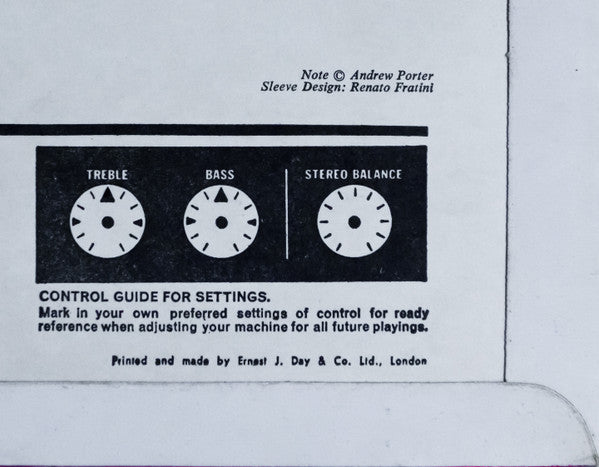 Note © Andrew Porter
Sleeve Design: Renato Fratini
TREBLE BASS STEREO BALANCE
CONTROL GUIDE FOR SETTINGS.
Mark in your own preferred settings of control for ready
reference when adjusting your machine for all future playings.
Printed and made by Ernest J. Day & Co. Ltd., London